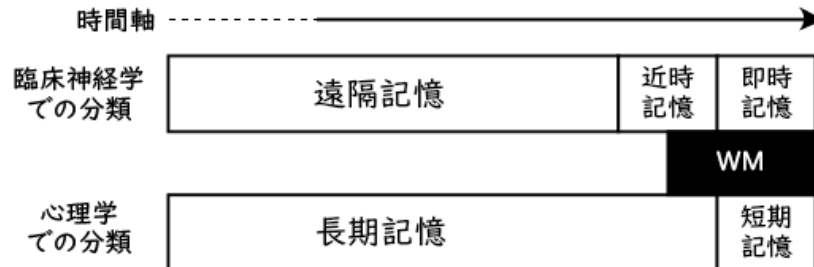 時間軸
臨床神経学
での分類
遠隔記憶
近時
記憶
即時
記憶
WM
心理学
での分類
長期記憶
短期
記憶